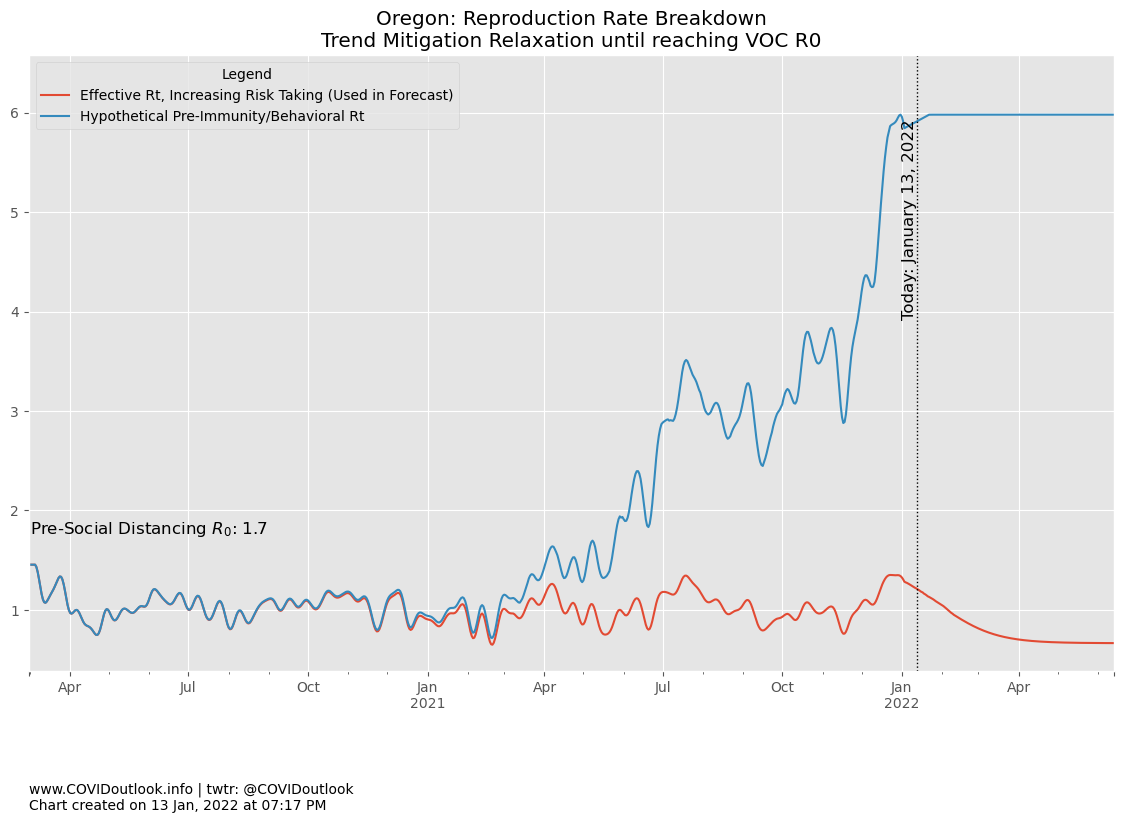 Oregon: Reproduction Rate Breakdown
Trend Mitigation Relaxation until reaching VOC R0
Legend
Effective Rt, Increasing Risk Taking (Used in Forecast)
Hypothetical Pre-Immunity/Behavioral Rt
6
5
4
3
2
1
Today: January 13, 2022
Pre-Social Distancing R₀: 1.7
Apr Jul Oct Jan Apr Jul Oct Jan Apr
2021 2022
www.COVIDoutlook.info | twtr: @COVIDoutlook
Chart created on 13 Jan, 2022 at 07:17 PM